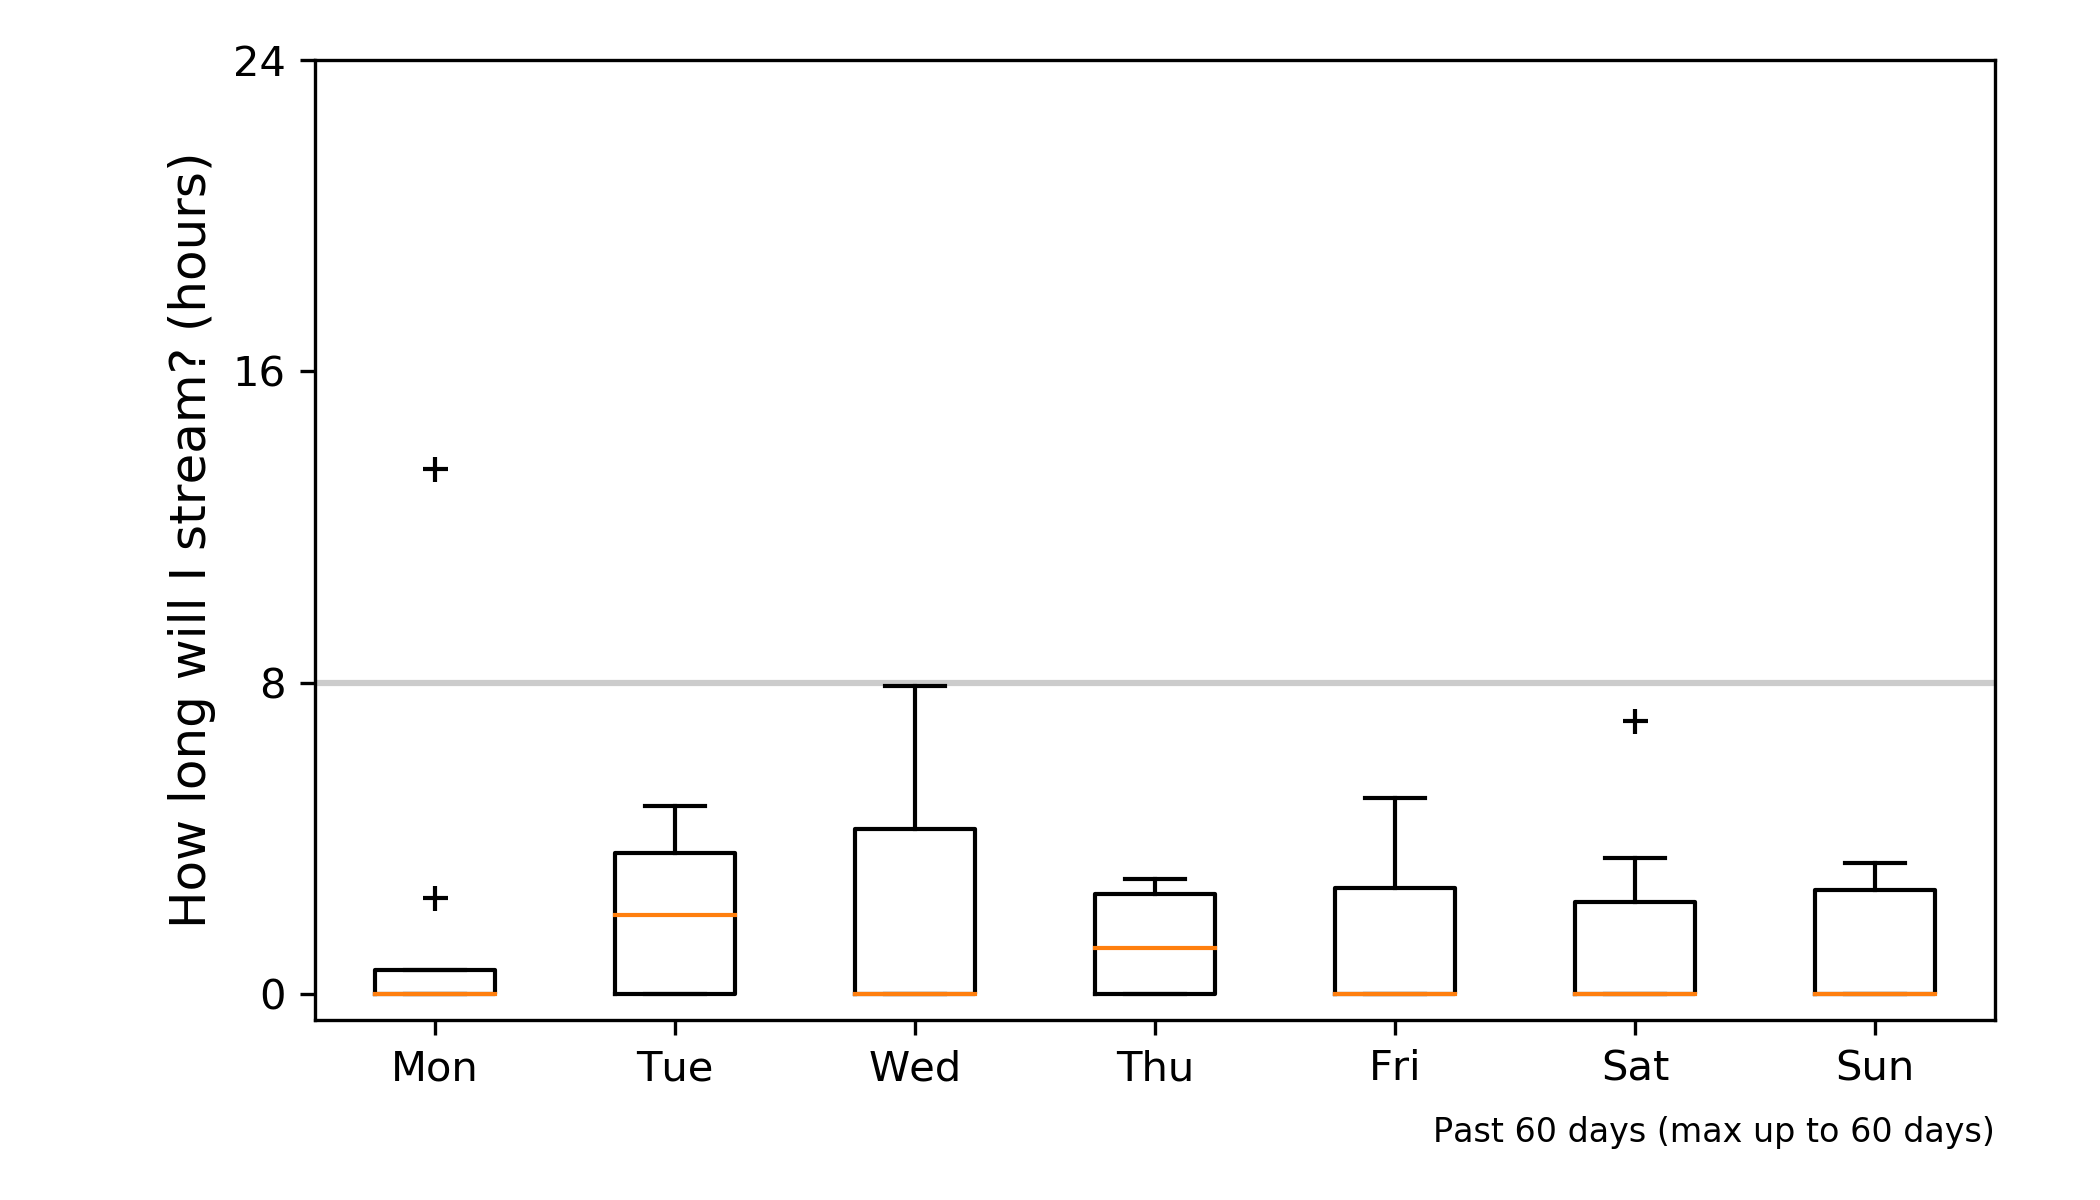 How long will I stream? (hours)
24
16
8
0
Mon Tue Wed Thu Fri Sat Sun
Past 60 days (max up to 60 days)